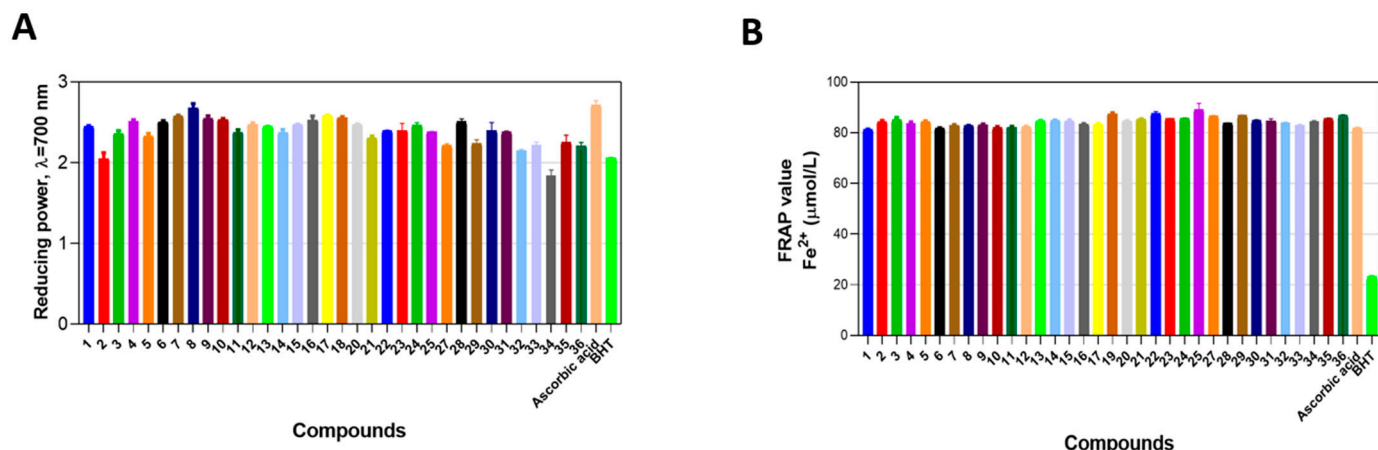 A
Reducing power, λ=700 nm
3
2
1
0
1 2 3 4 5 6 7 8 9 10 11 12 13 14 15 16 17 18 20 21 22 23 24 25 27 28 29 30 31 32 33 34 35 36 Ascorbic acid BHT
Compounds
B
FRAP value
Fe²⁺ (μmol/L)
100
80
60
40
20
0
1 2 3 4 5 6 7 8 9 10 11 12 13 14 15 16 17 19 20 21 22 23 24 25 27 28 29 30 31 32 33 34 35 36 Ascorbic acid BHT
Compounds